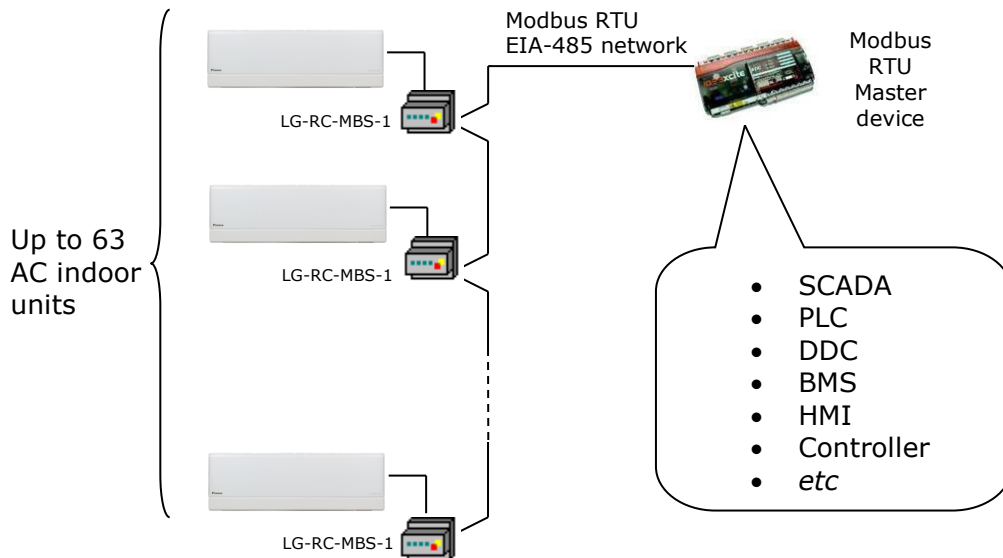 Modbus RTU
EIA-485 network
Modbus
RTU
Master
device
LG-RC-MBS-1
LG-RC-MBS-1
Up to 63
AC indoor
units
LG-RC-MBS-1
• SCADA
• PLC
• DDC
• BMS
• HMI
• Controller
• etc